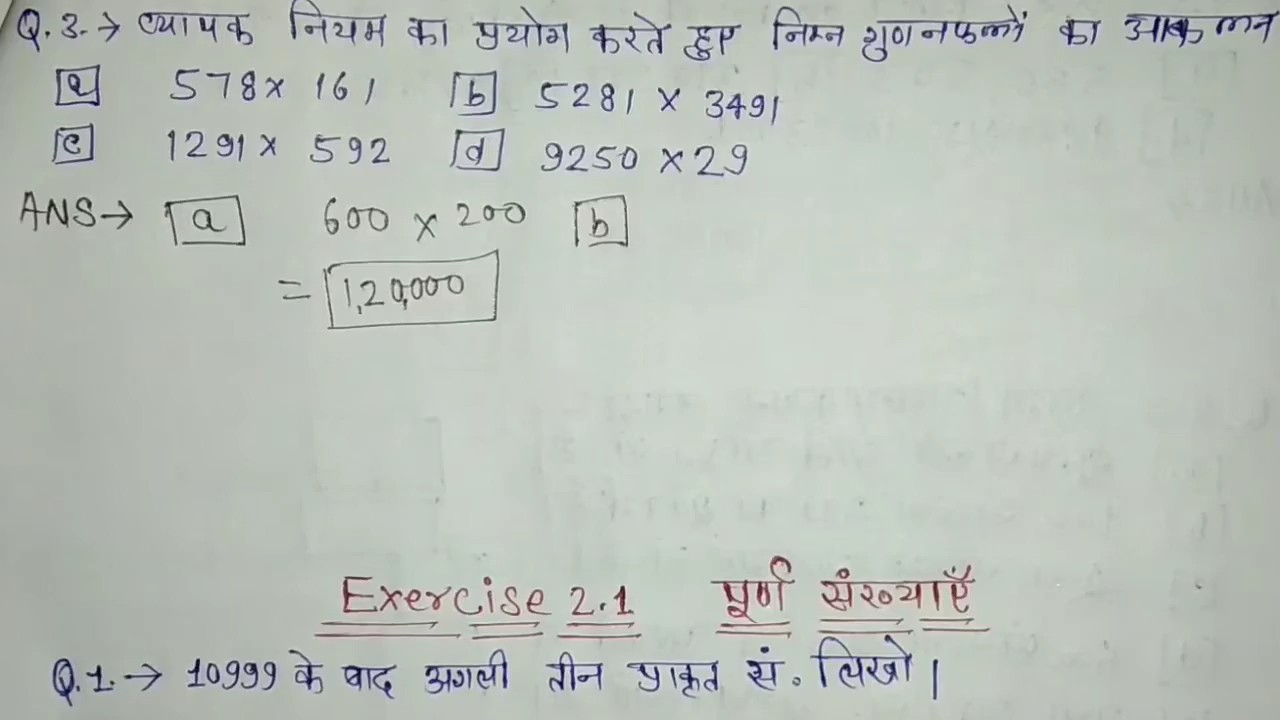 Q.3.→ व्यापक नियम का प्रयोग करते हुए निम्न गुणनफलों का आकलन
a 578 × 161 b 5281 × 3491
c 1291 × 592 d 9250 × 29
ANS → a 600 × 200 b
= 1,20,000
Exercise 2.1 पूर्ण संख्याएँ
Q.1.→ 10999 के बाद अगली तीन प्राकृत सं. लिखो।